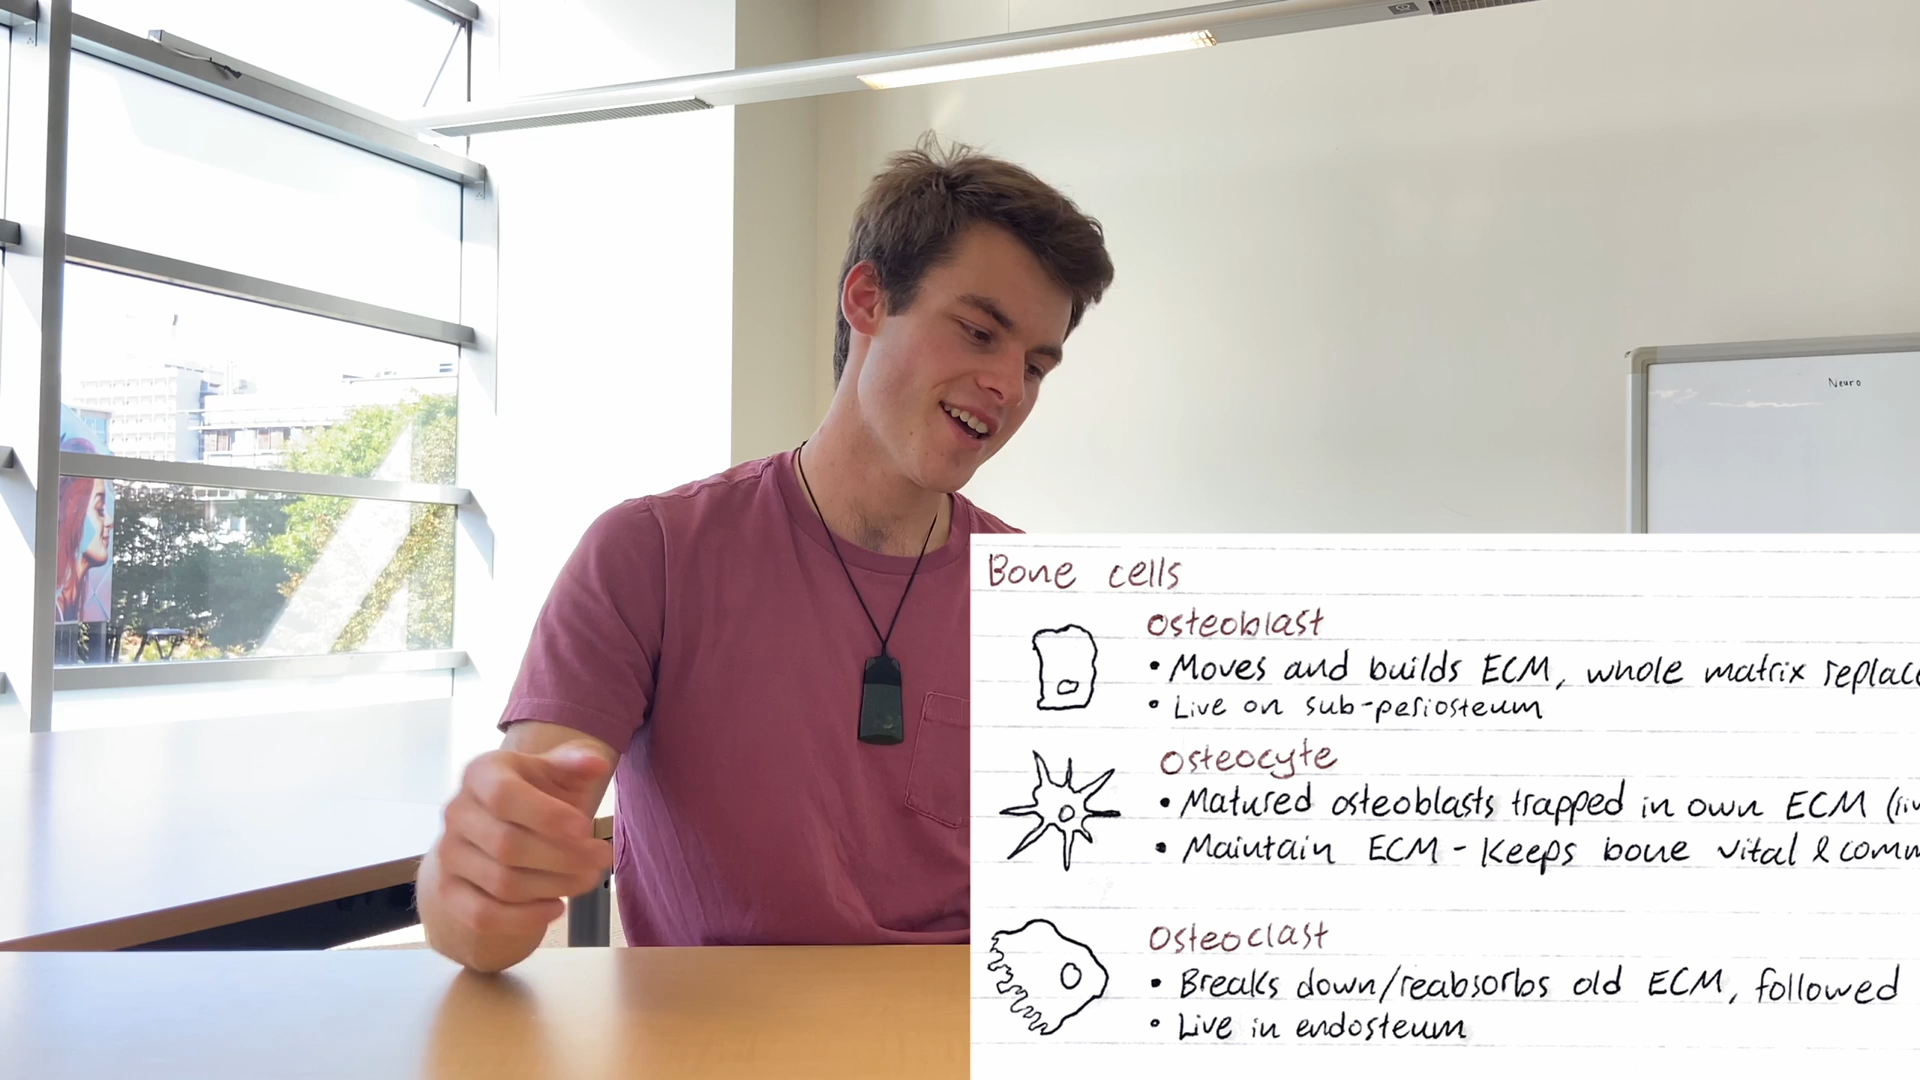 Neuro
Bone cells
Osteoblast
• Moves and builds ECM, whole matrix
• Live on sub-periosteum
Osteocyte
• Matured osteoblasts trapped in own ECM
• Maintain ECM - Keeps bone vital &
Osteoclast
• Breaks down/reabsorbs old ECM, followed
• Live in endosteum